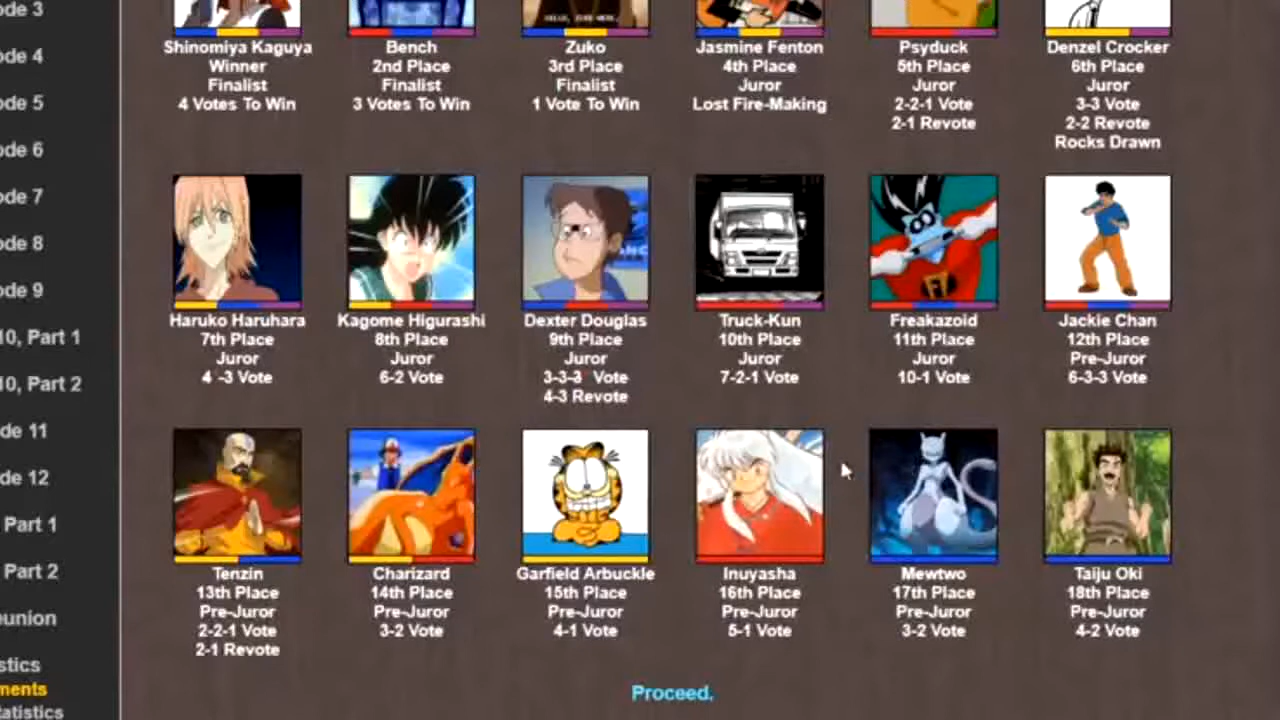 ode 3
ode 4
ode 5
ode 6
ode 7
ode 8
ode 9
10, Part 1
10, Part 2
de 11
de 12
Part 1
Part 2
eunion
stics
ments
tatistics
Shinomiya Kaguya
Winner
Finalist
4 Votes To Win
Bench
2nd Place
Finalist
3 Votes To Win
Zuko
3rd Place
Finalist
1 Vote To Win
Jasmine Fenton
4th Place
Juror
Lost Fire-Making
Psyduck
5th Place
Juror
2-2-1 Vote
2-1 Revote
Denzel Crocker
6th Place
Juror
3-3 Vote
2-2 Revote
Rocks Drawn
Haruko Haruhara
7th Place
Juror
4 -3 Vote
Kagome Higurashi
8th Place
Juror
6-2 Vote
Dexter Douglas
9th Place
Juror
3-3-3 Vote
4-3 Revote
Truck-Kun
10th Place
Juror
7-2-1 Vote
Freakazoid
11th Place
Juror
10-1 Vote
Jackie Chan
12th Place
Pre-Juror
6-3-3 Vote
Tenzin
13th Place
Pre-Juror
2-2-1 Vote
2-1 Revote
Charizard
14th Place
Pre-Juror
3-2 Vote
Garfield Arbuckle
15th Place
Pre-Juror
4-1 Vote
Inuyasha
16th Place
Pre-Juror
5-1 Vote
Mewtwo
17th Place
Pre-Juror
3-2 Vote
Taiju Oki
18th Place
Pre-Juror
4-2 Vote
Proceed.